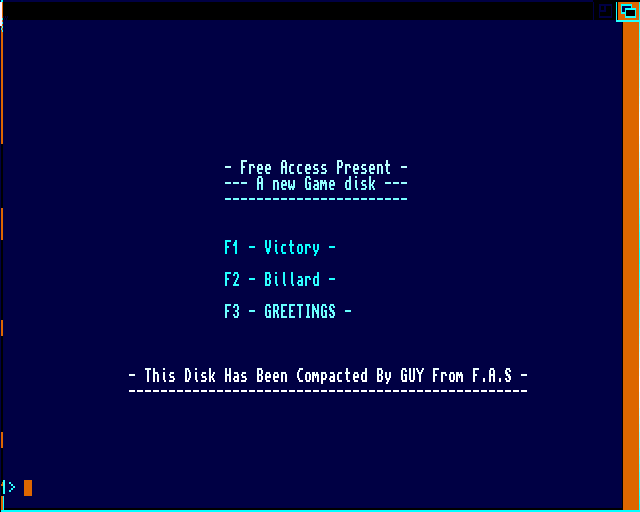 - Free Access Present -
--- A new Game disk ---
-----------------------
F1 - Victory -
F2 - Billard -
F3 - GREETINGS -
- This Disk Has Been Compacted By GUY From F.A.S -
--------------------------------------------------
1>